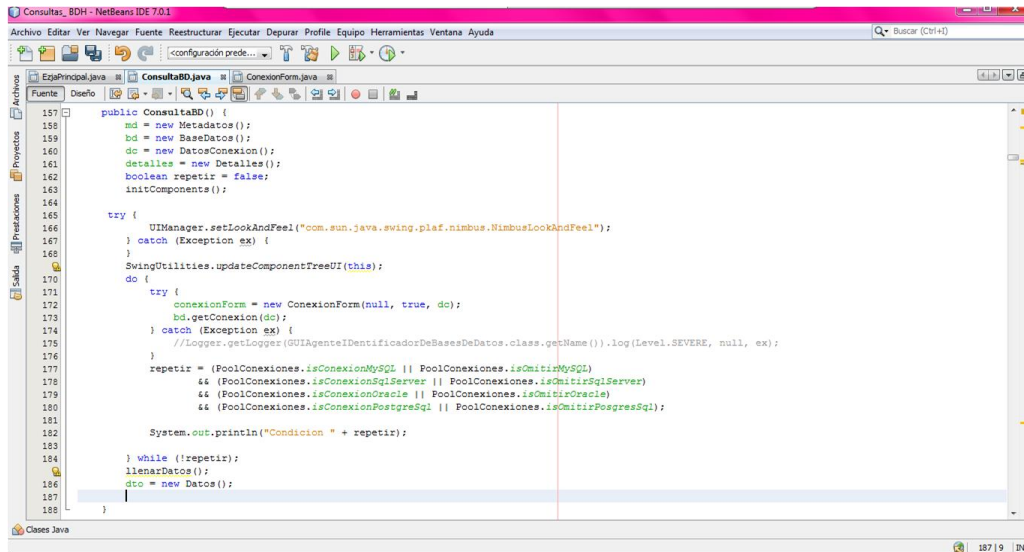 Consultas_ BDH - NetBeans IDE 7.0.1
Archivo Editar Ver Navegar Fuente Reestructurar Ejecutar Depurar Profile Equipo Herramientas Ventana Ayuda
Buscar (Ctrl+I)
<configuración prede...
EzjaPrincipal.java ConsultaBD.java ConexionForm.java
Archivos
Proyectos
Prestaciones
Salida
Fuente Diseño
157 public ConsultaBD() {
158 md = new Metadatos();
159 bd = new BaseDatos();
160 dc = new DatosConexion();
161 detalles = new Detalles();
162 boolean repetir = false;
163 initComponents();
164
165 try {
166 UIManager.setLookAndFeel("com.sun.java.swing.plaf.nimbus.NimbusLookAndFeel");
167 } catch (Exception ex) {
168 }
SwingUtilities.updateComponentTreeUI(this);
170 do {
171 try {
172 conexionForm = new ConexionForm(null, true, dc);
173 bd.getConexion(dc);
174 } catch (Exception ex) {
175 //Logger.getLogger(GUIAgenteIDentificadorDeBasesDeDatos.class.getName()).log(Level.SEVERE, null, ex);
176 }
177 repetir = (PoolConexiones.isConexionMySQL || PoolConexiones.isOmitirMySQL)
178 && (PoolConexiones.isConexionSqlServer || PoolConexiones.isOmitirSqlServer)
179 && (PoolConexiones.isConexionOracle || PoolConexiones.isOmitirOracle)
180 && (PoolConexiones.isConexionPostgreSql || PoolConexiones.isOmitirPosgresSql);
181
182 System.out.println("Condicion " + repetir);
183
184 } while (!repetir);
llenarDatos();
186 dto = new Datos();
187
188 }
Clases Java
187 | 9 IN